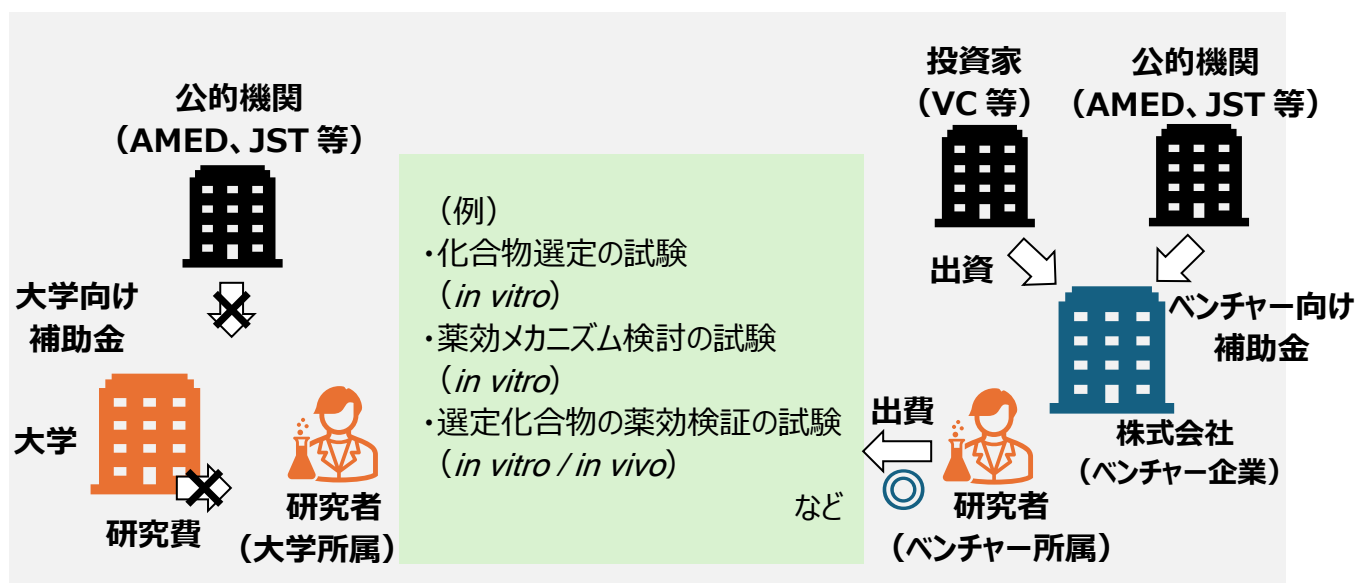 公的機関
（AMED、JST 等）
大学向け
補助金
大学
研究費
研究者
（大学所属）
（例）
・化合物選定の試験
（in vitro）
・薬効メカニズム検討の試験
（in vitro）
・選定化合物の薬効検証の試験
（in vitro / in vivo）
など
投資家
（VC 等）
公的機関
（AMED、JST 等）
出資
ベンチャー向け
補助金
株式会社
（ベンチャー企業）
出費
研究者
（ベンチャー所属）